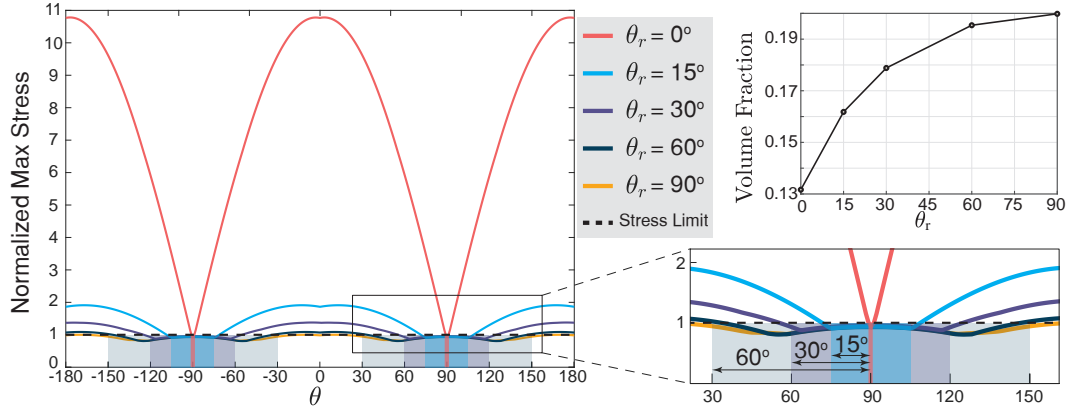 θ
11
10
9
8
7
6
5
4
3
2
1
0
Normalized Max Stress
-180 -150 -120 -90 -60 -30 0 30 60 90 120 150 180
θ
θr = 0°
θr = 15°
θr = 30°
θr = 60°
θr = 90°
Stress Limit
Volume Fraction
0.19
0.17
0.15
0.13
0 15 30 45 60 75 90
θr
2
1
15°
30°
60°
30 60 90 120 150